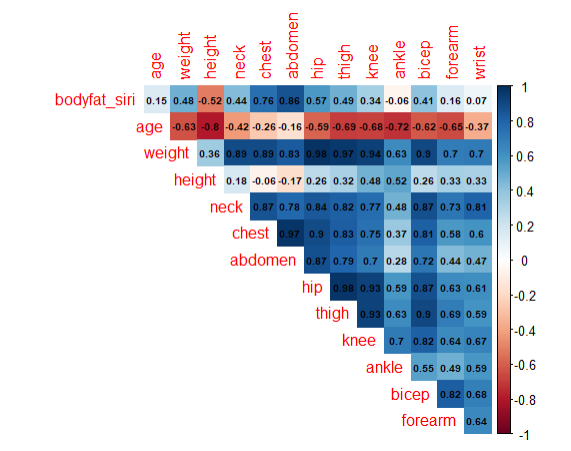 age weight height neck chest abdomen hip thigh knee ankle bicep forearm wrist
bodyfat_siri 0.15 0.48 -0.52 0.44 0.76 0.86 0.57 0.49 0.34 -0.06 0.41 0.16 0.07
age -0.63 -0.8 -0.42 -0.26 -0.16 -0.59 -0.69 -0.68 -0.72 -0.62 -0.65 -0.37
weight 0.36 0.89 0.89 0.83 0.98 0.97 0.94 0.63 0.9 0.7 0.7
height 0.18 -0.06 -0.17 0.26 0.32 0.48 0.52 0.26 0.33 0.33
neck 0.87 0.78 0.84 0.82 0.77 0.48 0.87 0.73 0.81
chest 0.97 0.9 0.83 0.75 0.37 0.81 0.58 0.6
abdomen 0.87 0.79 0.7 0.28 0.72 0.44 0.47
hip 0.98 0.93 0.59 0.87 0.63 0.61
thigh 0.93 0.63 0.9 0.69 0.59
knee 0.7 0.82 0.64 0.67
ankle 0.55 0.49 0.59
bicep 0.82 0.68
forearm 0.64
1
0.8
0.6
0.4
0.2
0
-0.2
-0.4
-0.6
-0.8
-1